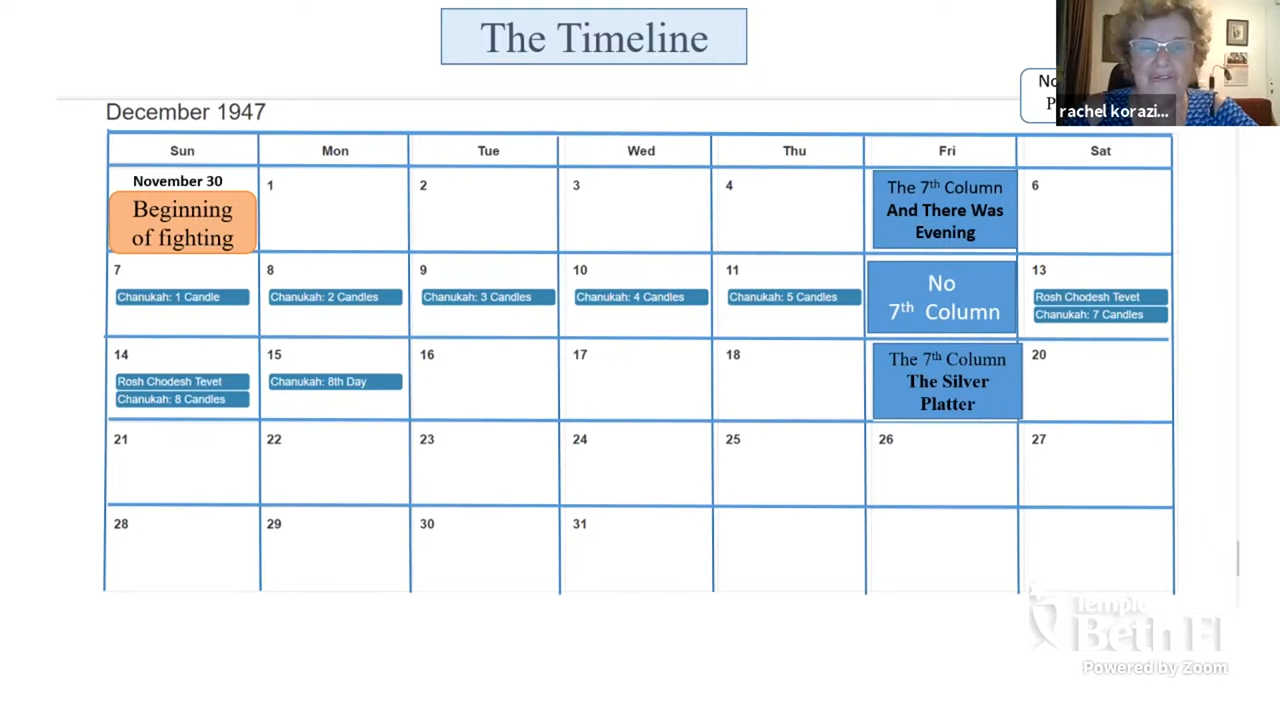 The Timeline
No
P
rachel korazi...
December 1947
Sun Mon Tue Wed Thu Fri Sat
November 30
Beginning
of fighting
1
2
3
4
The 7th Column
And There Was
Evening
6
7
Chanukah: 1 Candle
8
Chanukah: 2 Candles
9
Chanukah: 3 Candles
10
Chanukah: 4 Candles
11
Chanukah: 5 Candles
No
7th Column
13
Rosh Chodesh Tevet
Chanukah: 7 Candles
14
Rosh Chodesh Tevet
Chanukah: 8 Candles
15
Chanukah: 8th Day
16
17
18
The 7th Column
The Silver
Platter
20
21
22
23
24
25
26
27
28
29
30
31
Temple
Beth El
Powered by Zoom